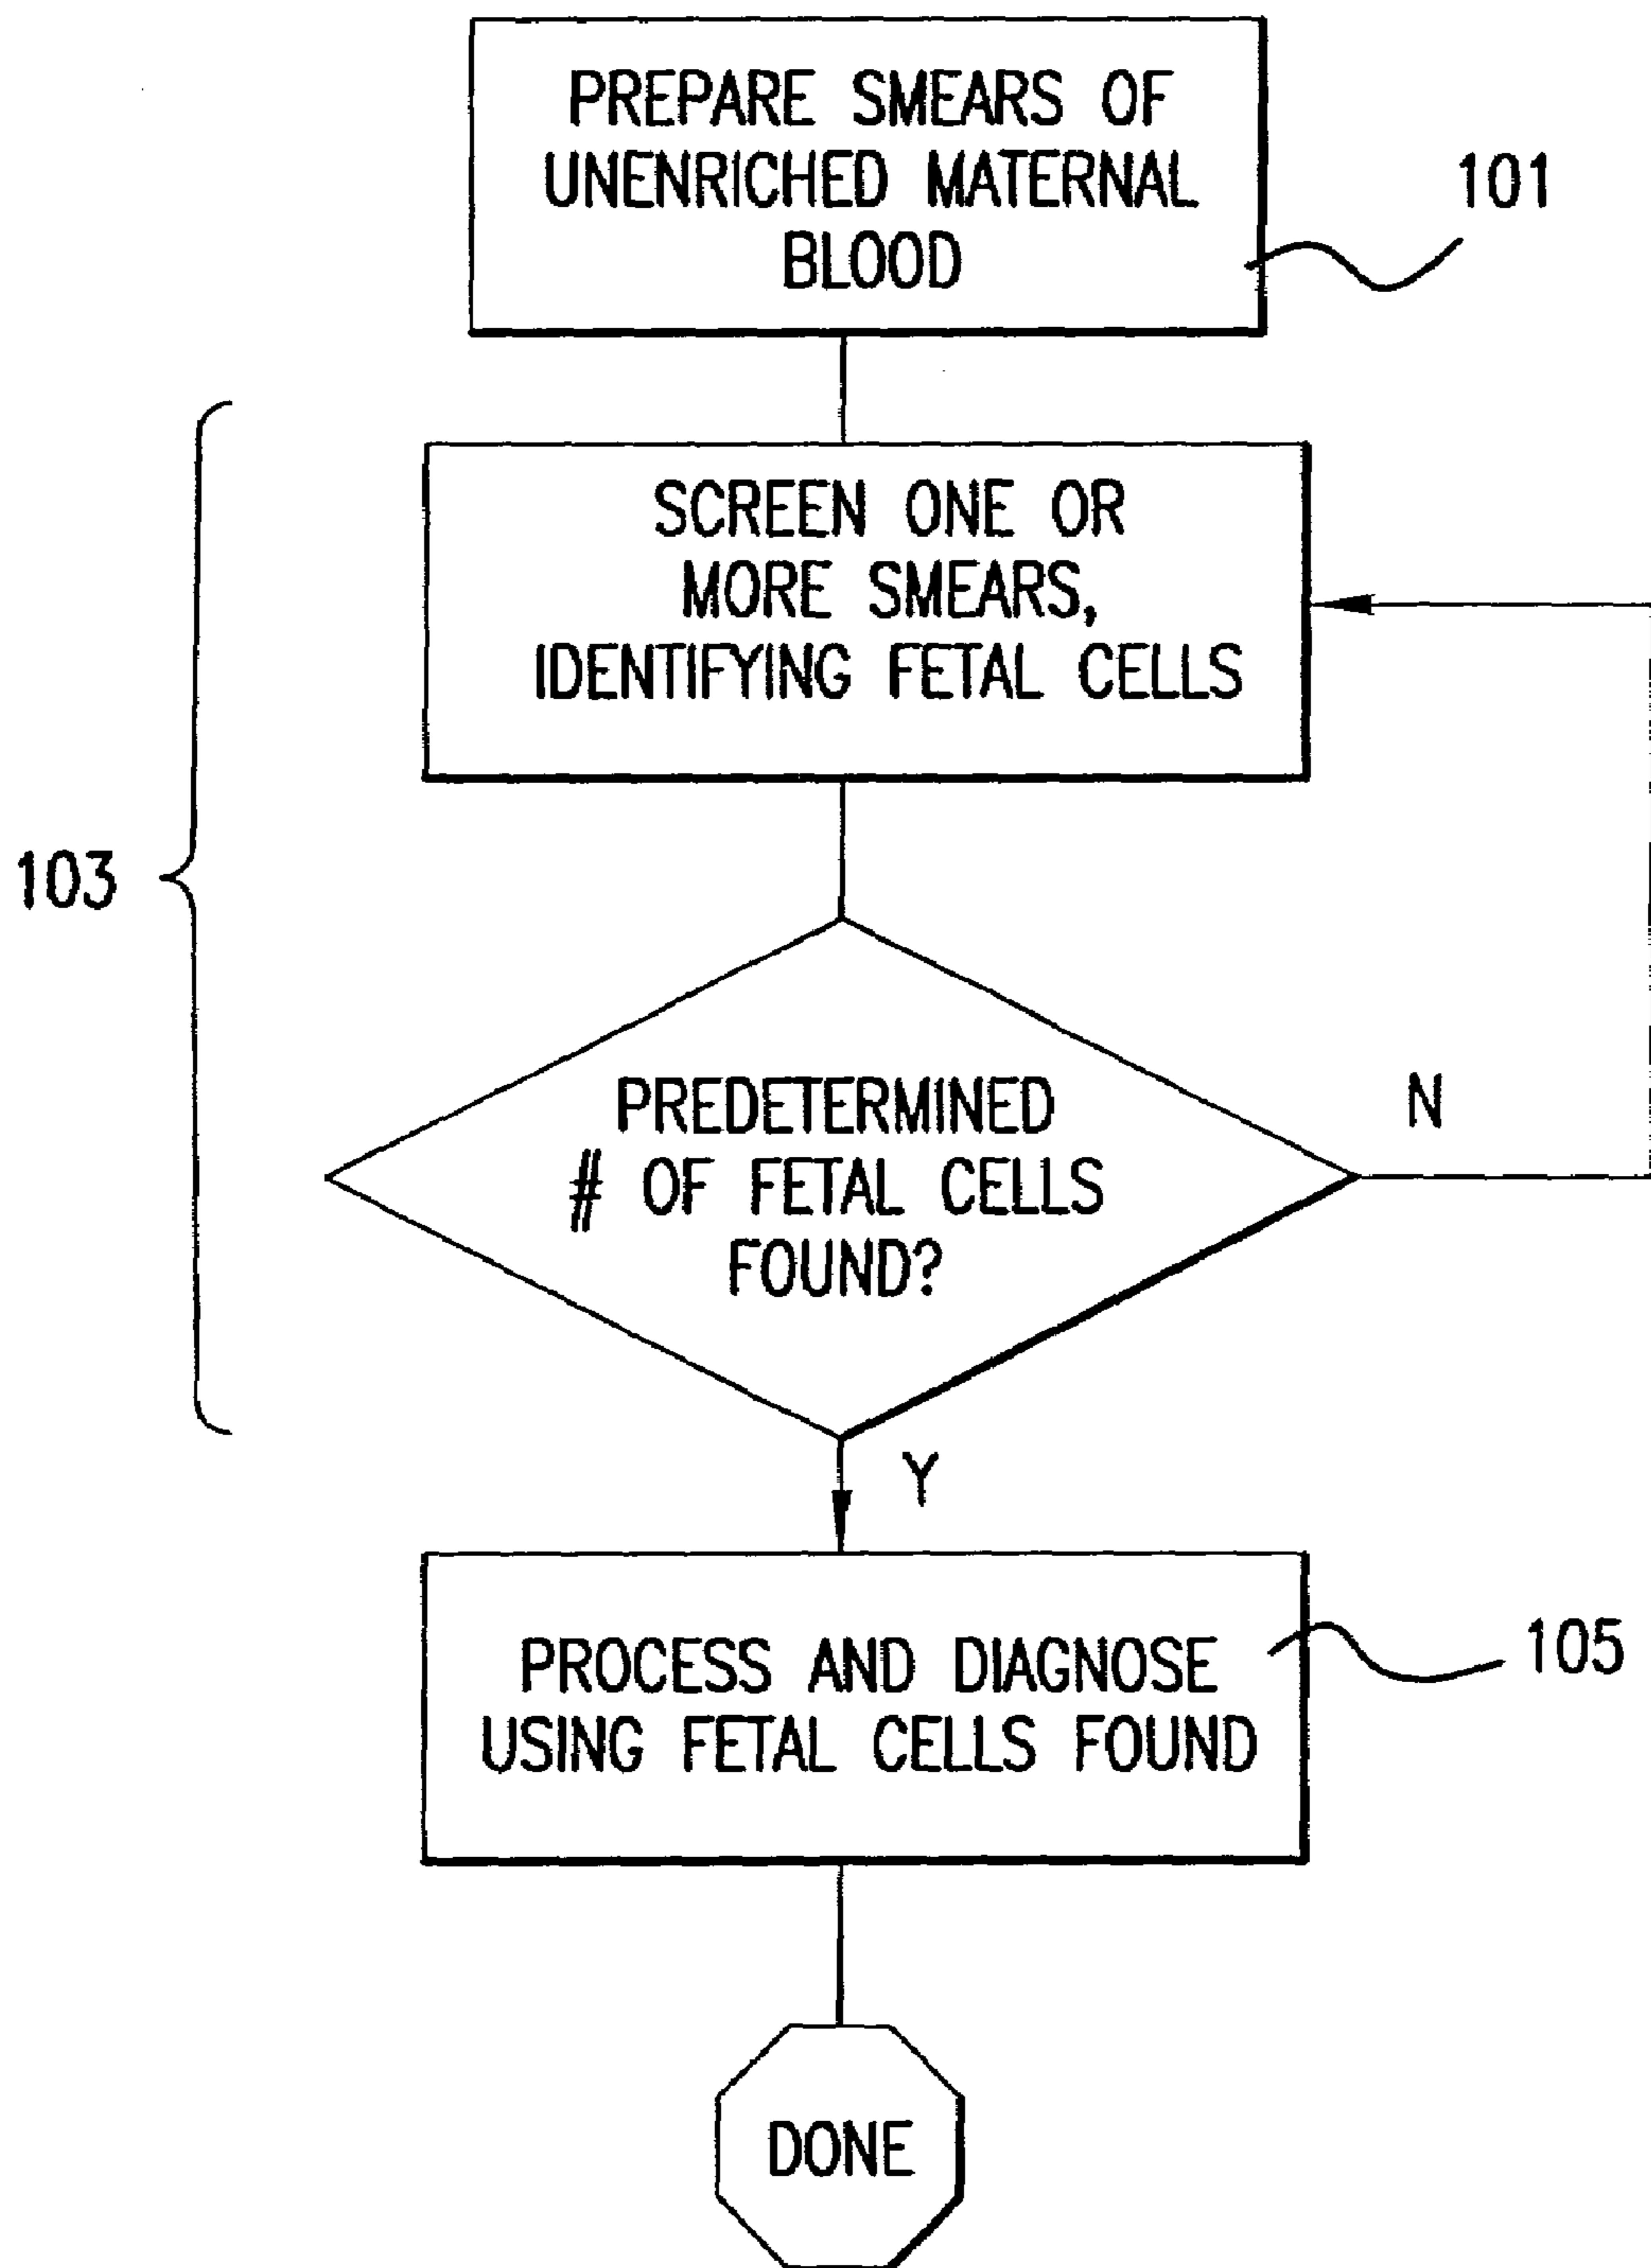 PREPARE SMEARS OF
UNENRICHED MATERNAL
BLOOD
101
SCREEN ONE OR
MORE SMEARS,
IDENTIFYING FETAL CELLS
103
PREDETERMINED
# OF FETAL CELLS
FOUND?
N
Y
PROCESS AND DIAGNOSE
USING FETAL CELLS FOUND
105
DONE